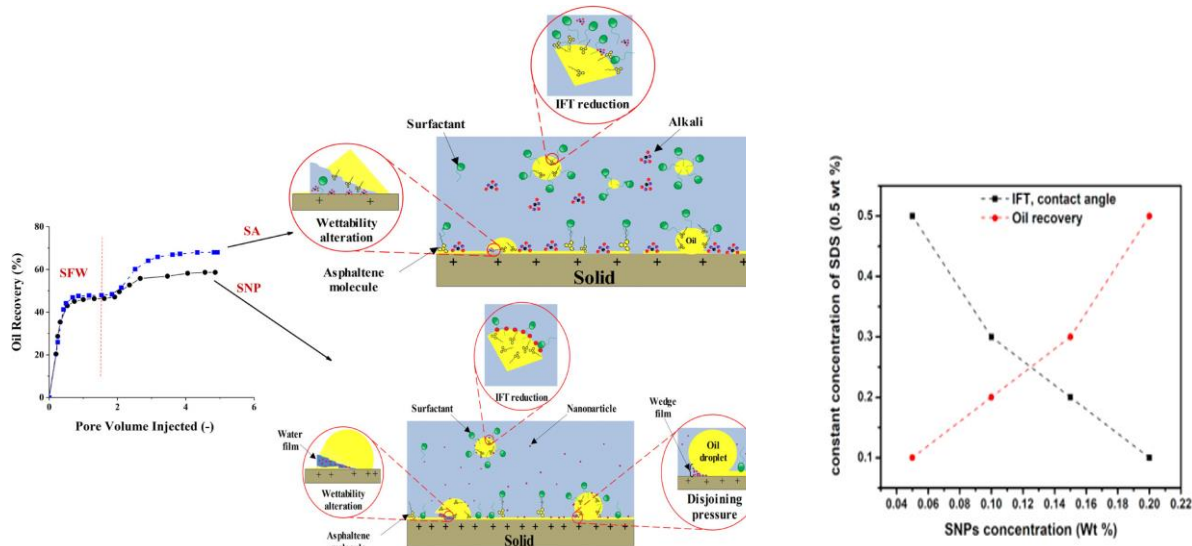 Oil Recovery (%)
80
60
40
20
0
0
2
4
6
Pore Volume Injected (-)
SFW
SA
SNP
IFT reduction
Surfactant
Alkali
Wettability
alteration
Asphaltene
molecule
Oil
+ + + + + + + +
Solid
IFT reduction
Surfactant
Nanoarticle
Water
film
Wettability
alteration
Wedge
film
Oil
droplet
Disjoining
pressure
Asphaltene
Solid
constant concentration of SDS (0.5 wt %)
IFT, contact angle
Oil recovery
0.5
0.4
0.3
0.2
0.1
0.04 0.06 0.08 0.10 0.12 0.14 0.16 0.18 0.20 0.22
SNPs concentration (Wt %)